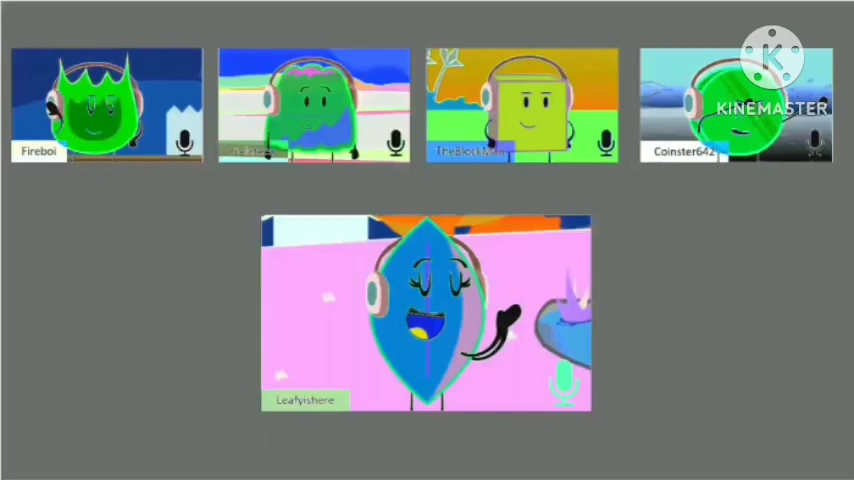 KINEMASTER
Fireboi
TheBlockMan
Coinster642
Leafyishere